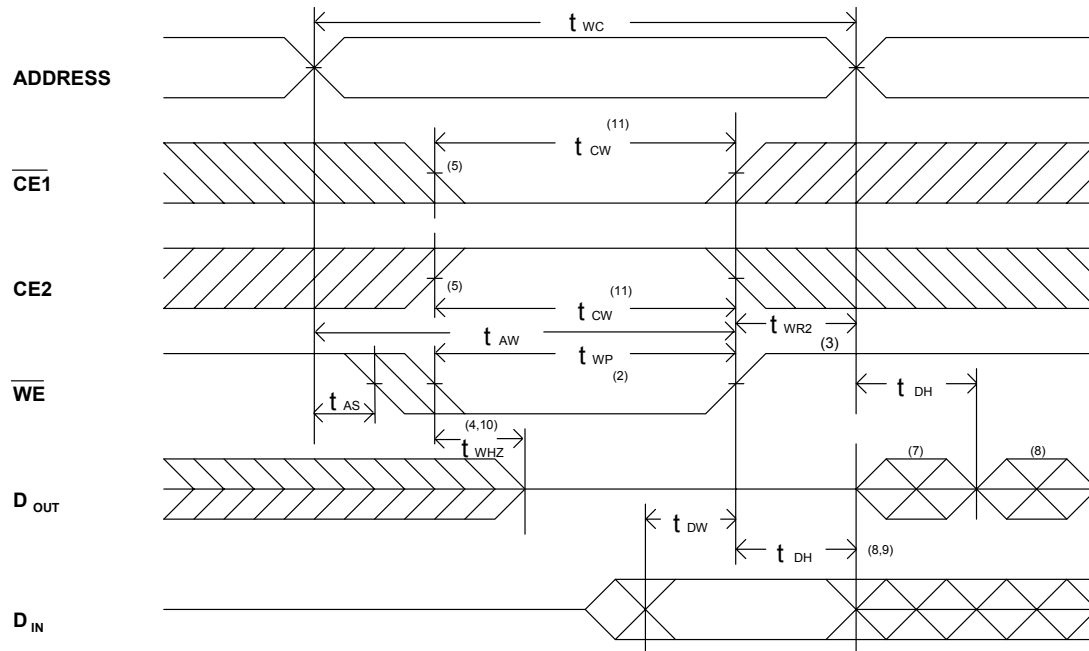 t WC
ADDRESS
(11)
t CW
CE1
(5)
CE2
(5)
(11)
t CW
t WR2
t AW
(3)
t WP
(2)
WE
t DH
t AS
(4,10)
t WHZ
(7)
(8)
D OUT
t DW
t DH
(8,9)
D IN